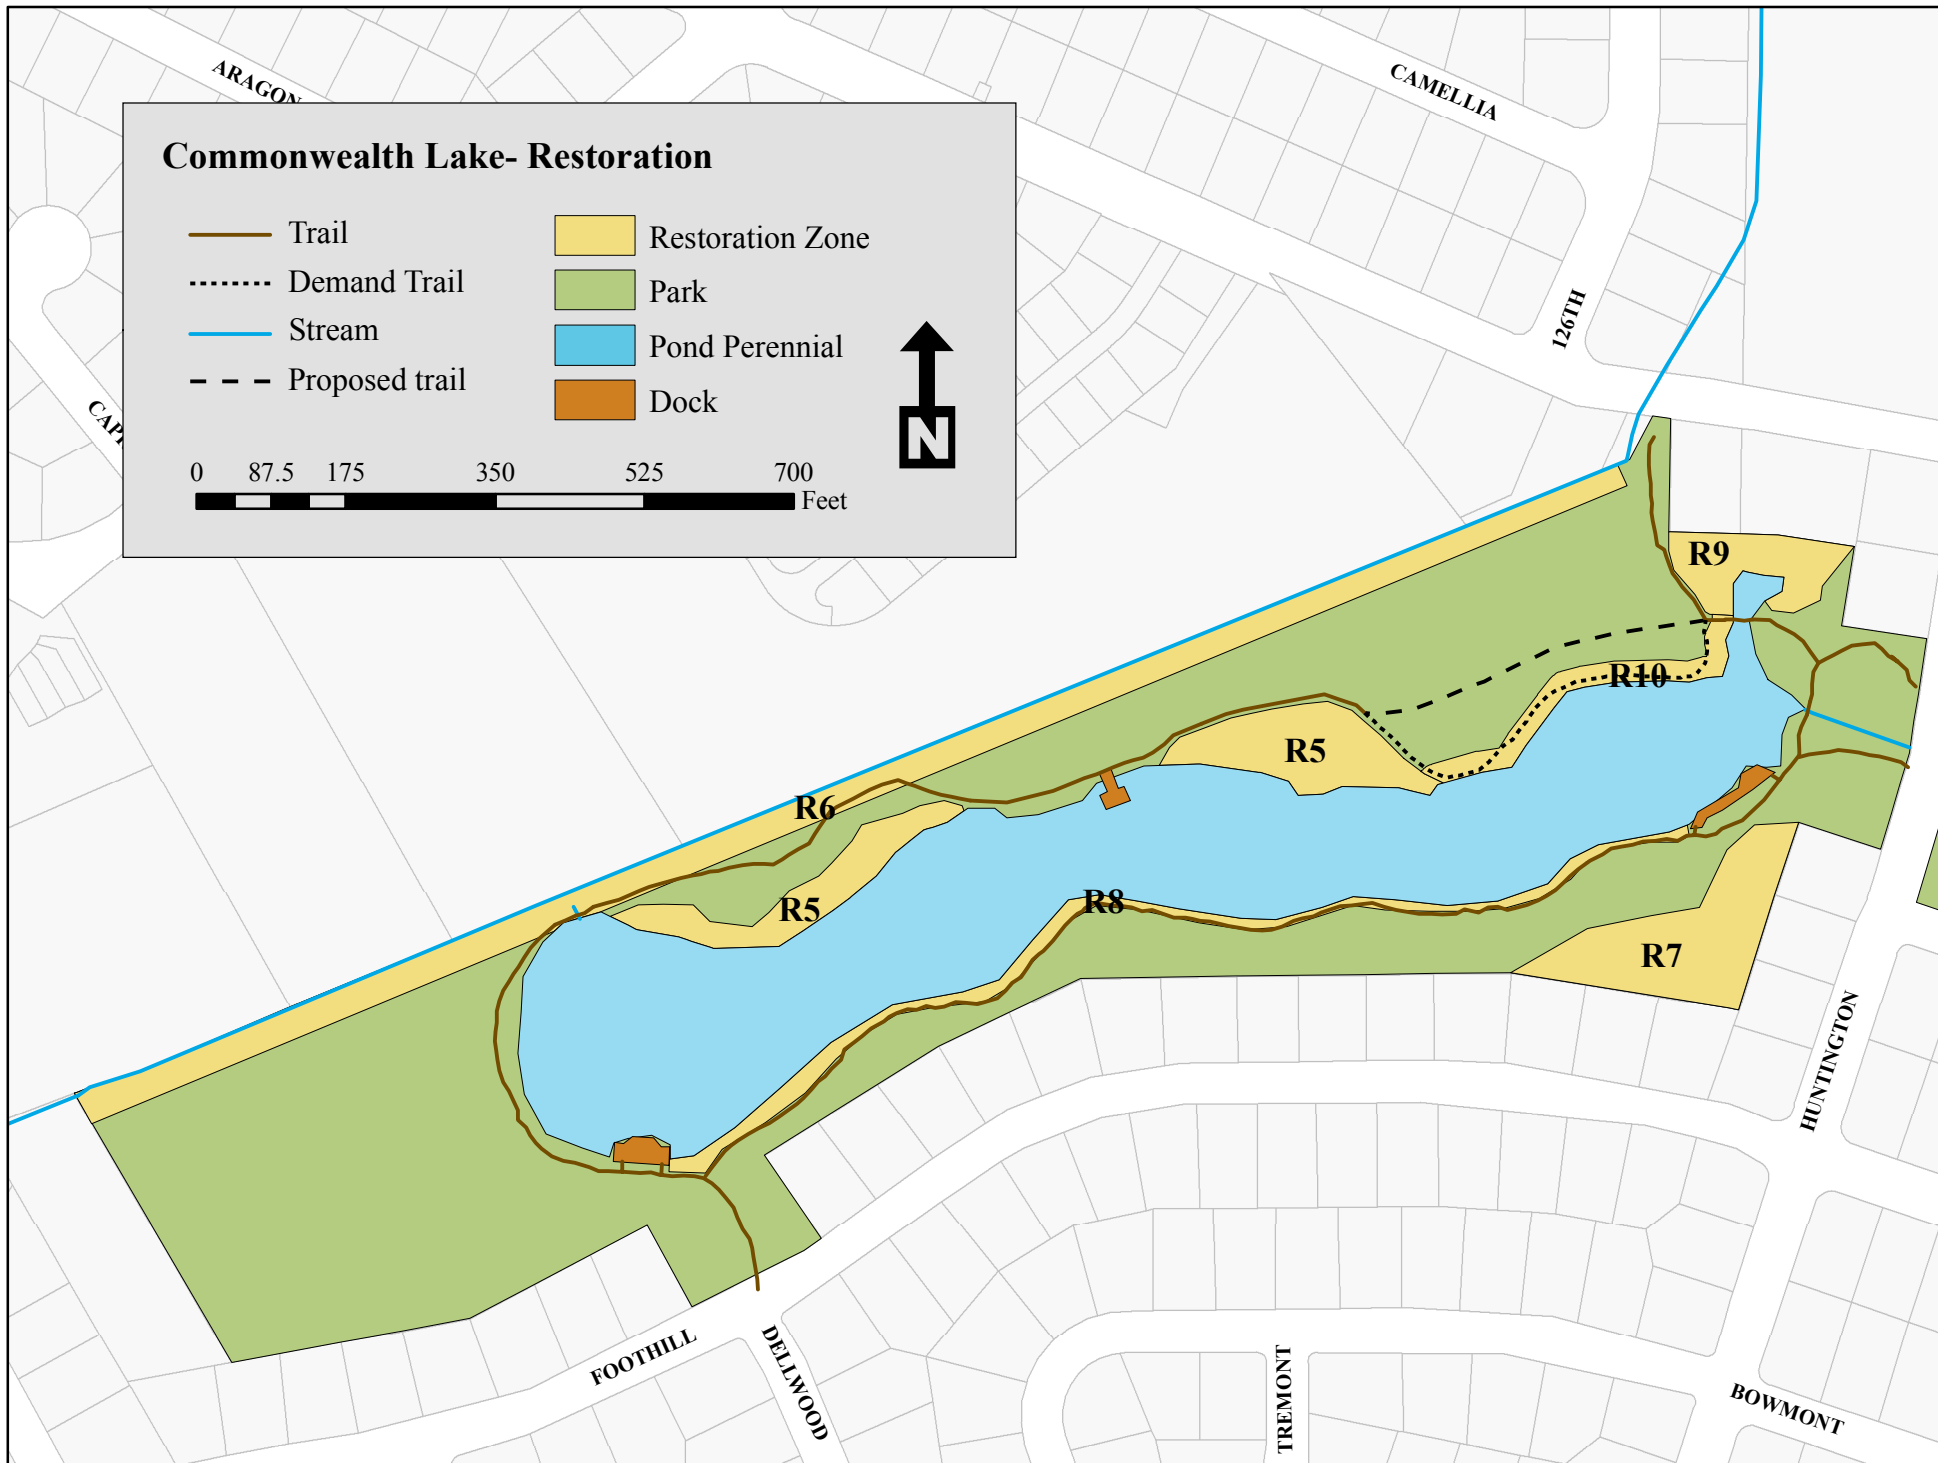 ARAGON
CAMELLIA
Commonwealth Lake- Restoration
Trail
Demand Trail
Stream
Proposed trail
Restoration Zone
Park
Pond Perennial
Dock
N
0 87.5 175 350 525 700
Feet
126TH
R9
R10
R5
R6
R5
R8
R7
HUNTINGTON
FOOTHILL
DELLWOOD
TREMONT
BOWMONT